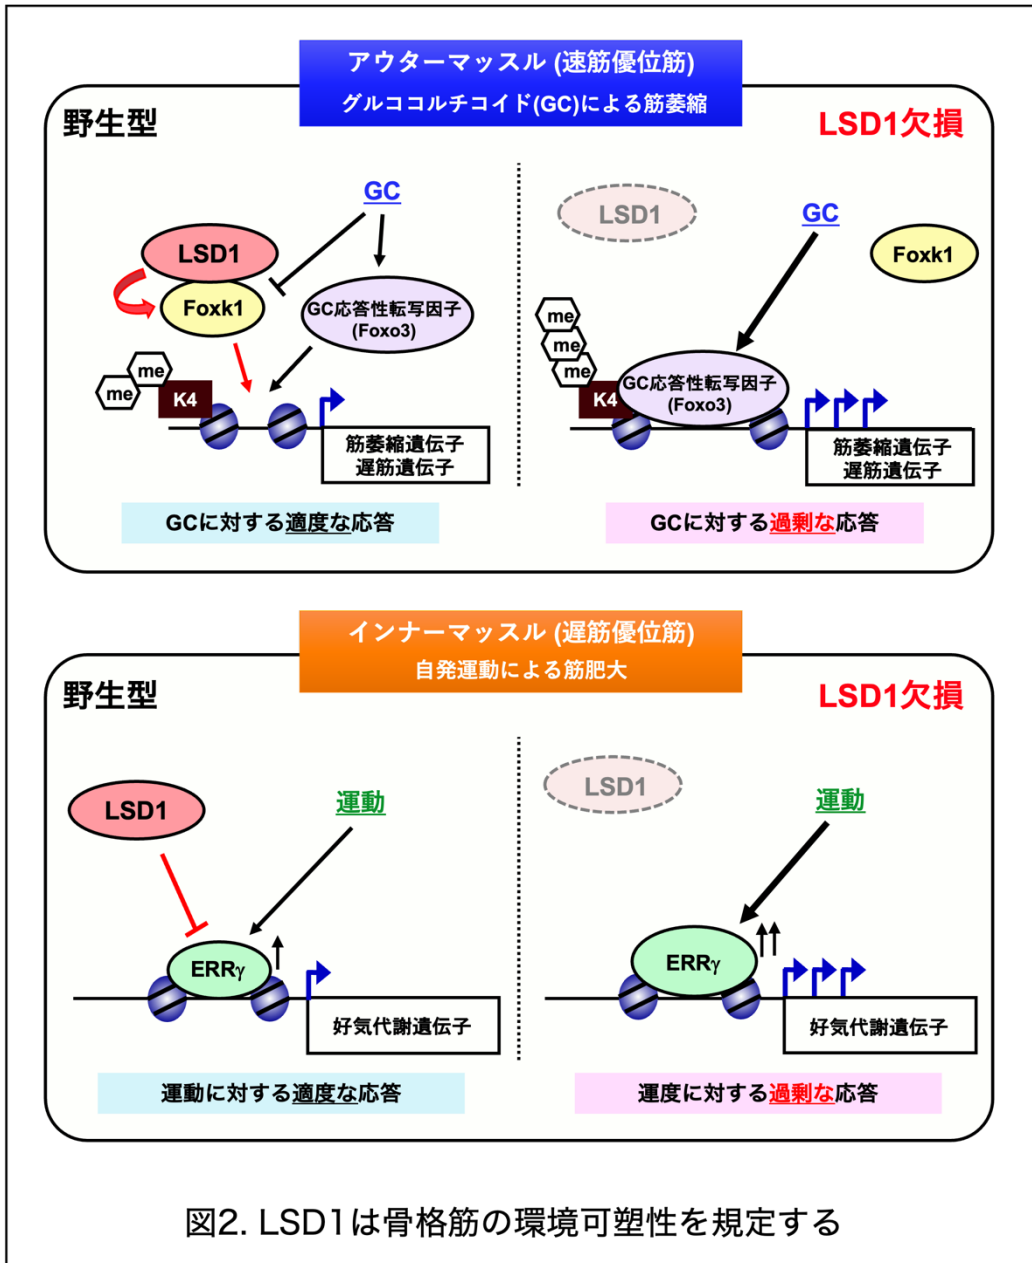 アウターマッスル (速筋優位筋)
グルココルチコイド(GC)による筋萎縮
野生型
LSD1欠損
GC
LSD1
Foxk1
GC応答性転写因子
(Foxo3)
me
me
K4
筋萎縮遺伝子
遅筋遺伝子
GCに対する適度な応答
LSD1
GC
Foxk1
me
me
me
K4
GC応答性転写因子
(Foxo3)
筋萎縮遺伝子
遅筋遺伝子
GCに対する過剰な応答
インナーマッスル (遅筋優位筋)
自発運動による筋肥大
野生型
LSD1欠損
LSD1
運動
ERRγ
好気代謝遺伝子
運動に対する適度な応答
LSD1
運動
ERRγ
好気代謝遺伝子
運度に対する過剰な応答
図2. LSD1は骨格筋の環境可塑性を規定する